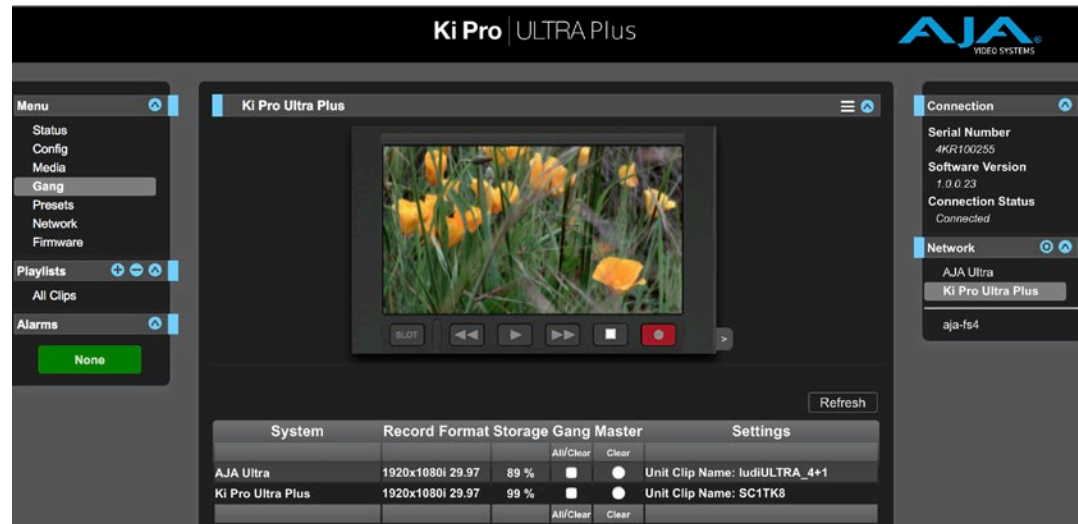 Ki Pro ULTRA Plus
AJA
VIDEO SYSTEMS
Menu
Status
Config
Media
Gang
Presets
Network
Firmware
Playlists
All Clips
Alarms
None
Ki Pro Ultra Plus
SLOT
>
Refresh
System Record Format Storage Gang Master Settings
All/Clear Clear
AJA Ultra 1920x1080i 29.97 89 % Unit Clip Name: IudiULTRA_4+1
Ki Pro Ultra Plus 1920x1080i 29.97 99 % Unit Clip Name: SC1TK8
All/Clear Clear
Connection
Serial Number
4KR100255
Software Version
1.0.0.23
Connection Status
Connected
Network
AJA Ultra
Ki Pro Ultra Plus
aja-fs4